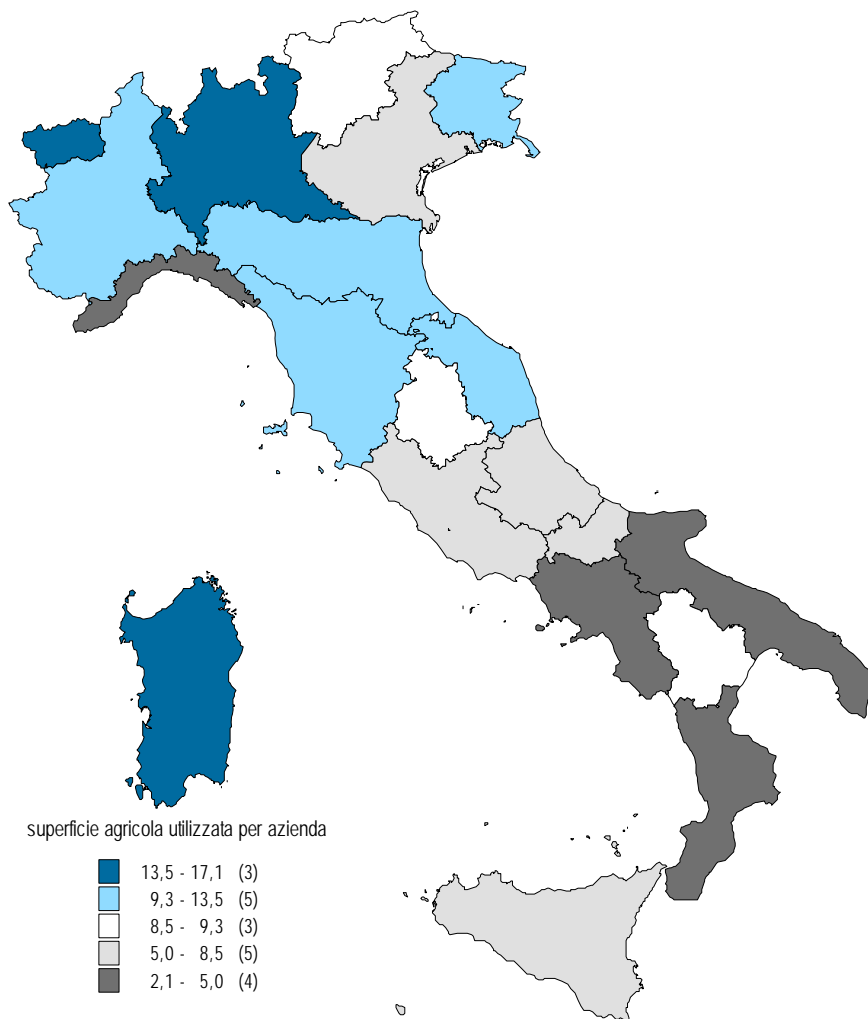 superficie agricola utilizzata per azienda
13,5 - 17,1 (3)
9,3 - 13,5 (5)
8,5 - 9,3 (3)
5,0 - 8,5 (5)
2,1 - 5,0 (4)